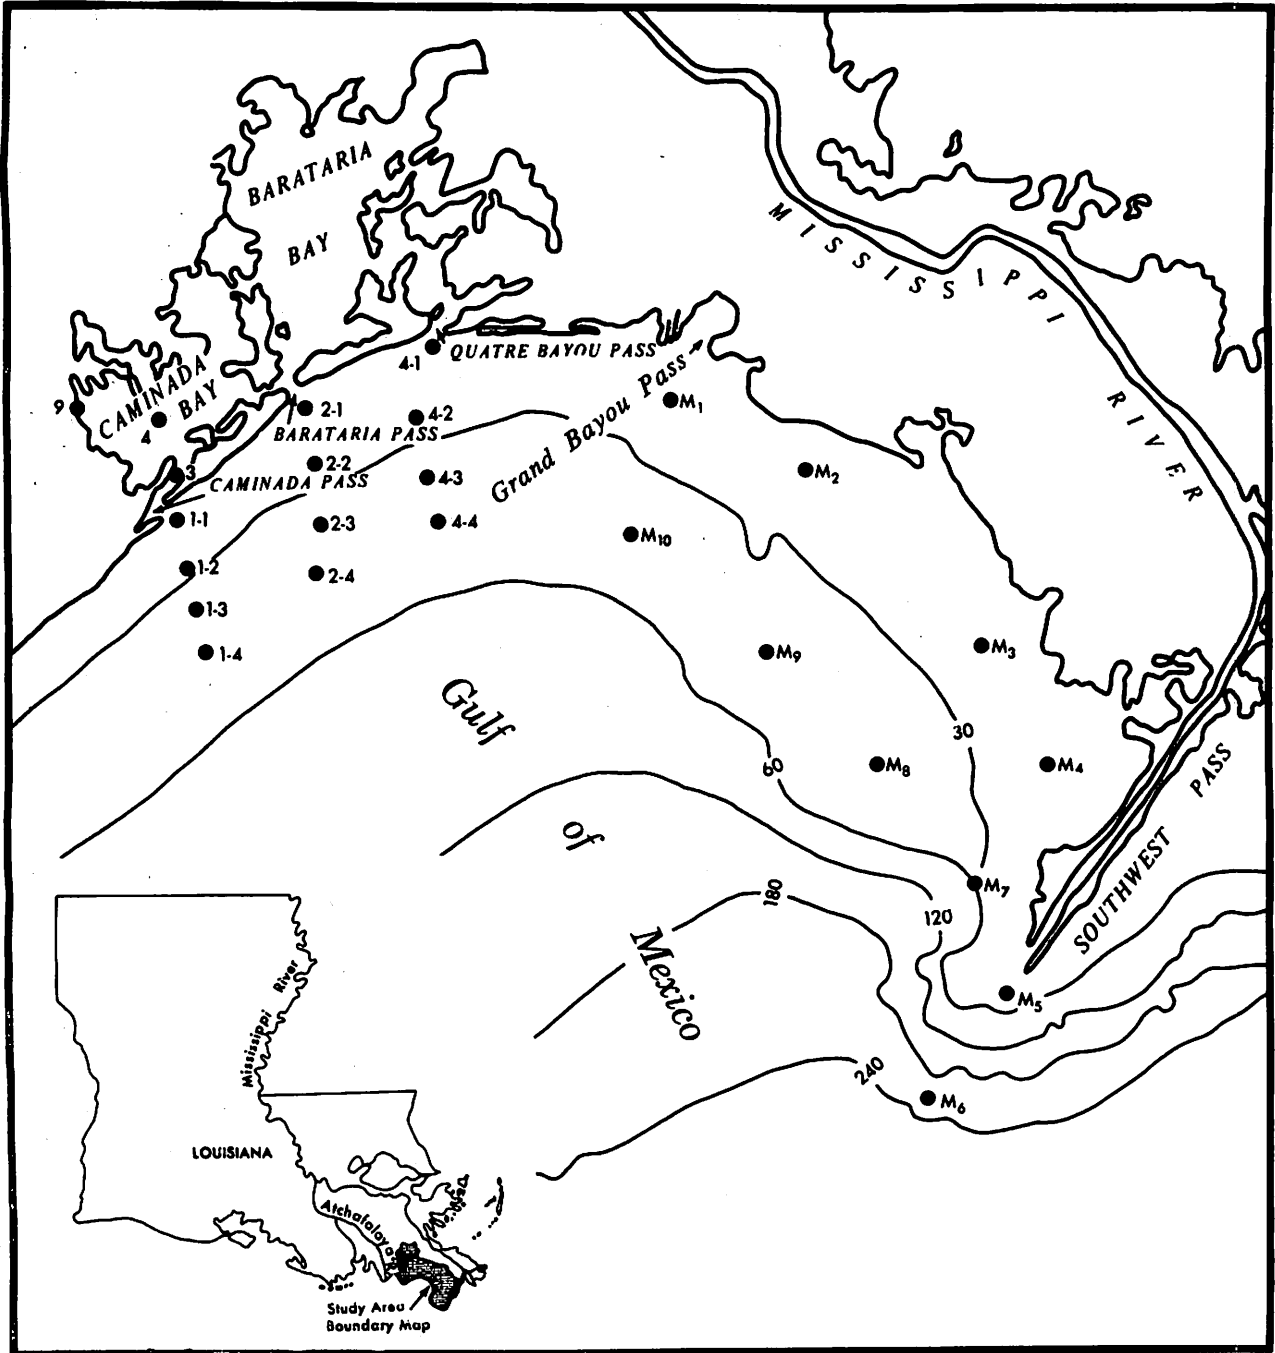 BARATARIA
BAY
MISSISSIPPI
RIVER
4-1
QUATRE BAYOU PASS
CAMINADA
BAY
9
4
2-1
4-2
M1
BARATARIA PASS
Grand Bayou Pass
2-2
4-3
M2
3
CAMINADA PASS
1-1
2-3
4-4
M10
1-2
2-4
1-3
1-4
M9
M3
Gulf
of
Mexico
30
60
M8
M4
SOUTHWEST PASS
M7
180
120
M5
240
M6
Mississippi River
LOUISIANA
Atchafalaya
Study Area
Boundary Map